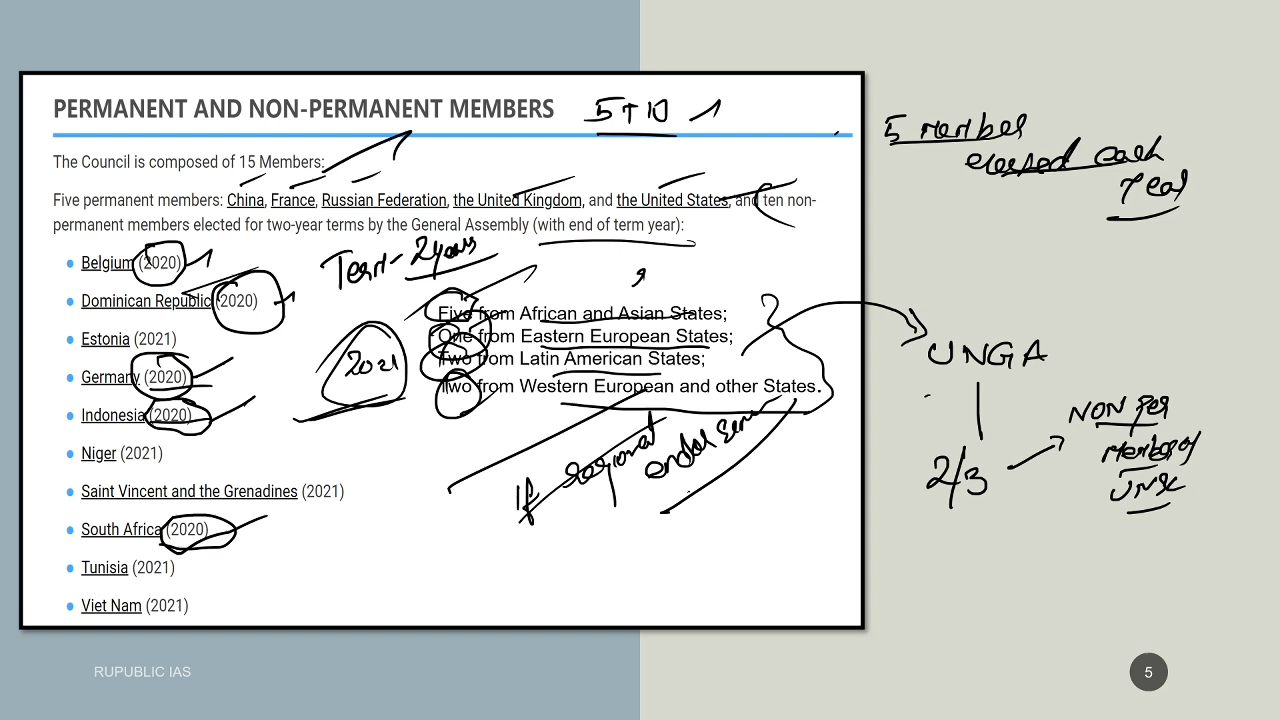 PERMANENT AND NON-PERMANENT MEMBERS 5+10
The Council is composed of 15 Members:
Five permanent members: China, France, Russian Federation, the United Kingdom, and the United States, and ten non-
permanent members elected for two-year terms by the General Assembly (with end of term year):
Belgium (2020)
Dominican Republic (2020)
Estonia (2021)
Germany (2020)
Indonesia (2020)
Niger (2021)
Saint Vincent and the Grenadines (2021)
South Africa (2020)
Tunisia (2021)
Viet Nam (2021)
Term - 2 years
2021
Five from African and Asian States;
One from Eastern European States;
Two from Latin American States;
Two from Western European and other States.
If regional
5 member
each
year
UNGA
2/3
NON Per
Member of
UNSC
RUPUBLIC IAS
5